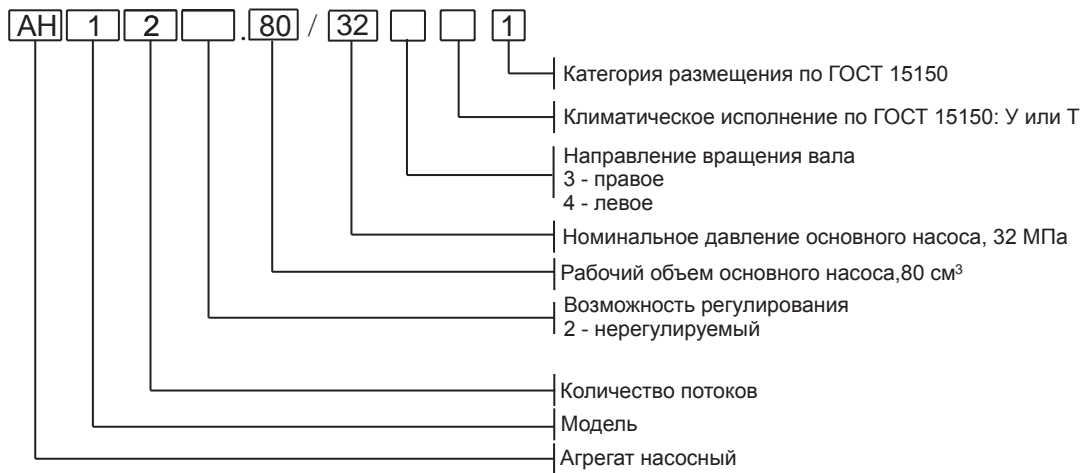 АН 1 2 . 80 / 32 1
Категория размещения по ГОСТ 15150
Климатическое исполнение по ГОСТ 15150: У или Т
Направление вращения вала
3 - правое
4 - левое
Номинальное давление основного насоса, 32 МПа
Рабочий объем основного насоса,80 см³
Возможность регулирования
2 - нерегулируемый
Количество потоков
Модель
Агрегат насосный